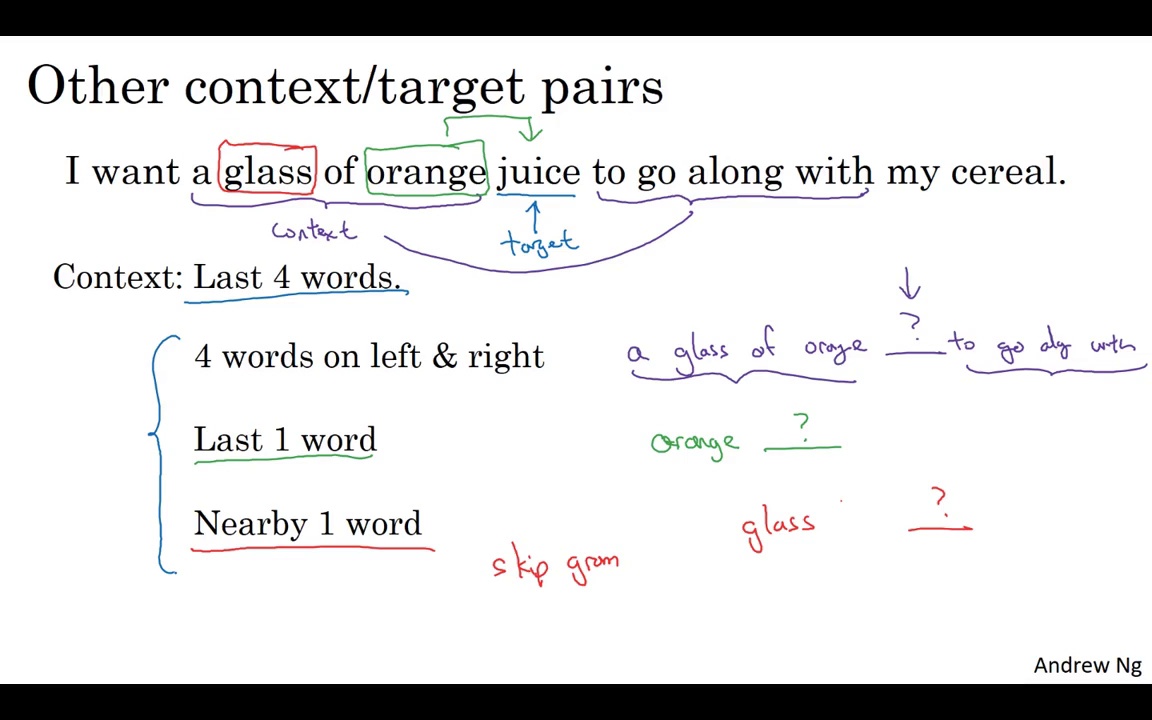 Other context/target pairs
I want a glass of orange juice to go along with my cereal.
context
target
Context: Last 4 words.
4 words on left & right
a glass of orange ? to go alg with
Last 1 word
orange ?
Nearby 1 word
glass ?
skip gram
Andrew Ng